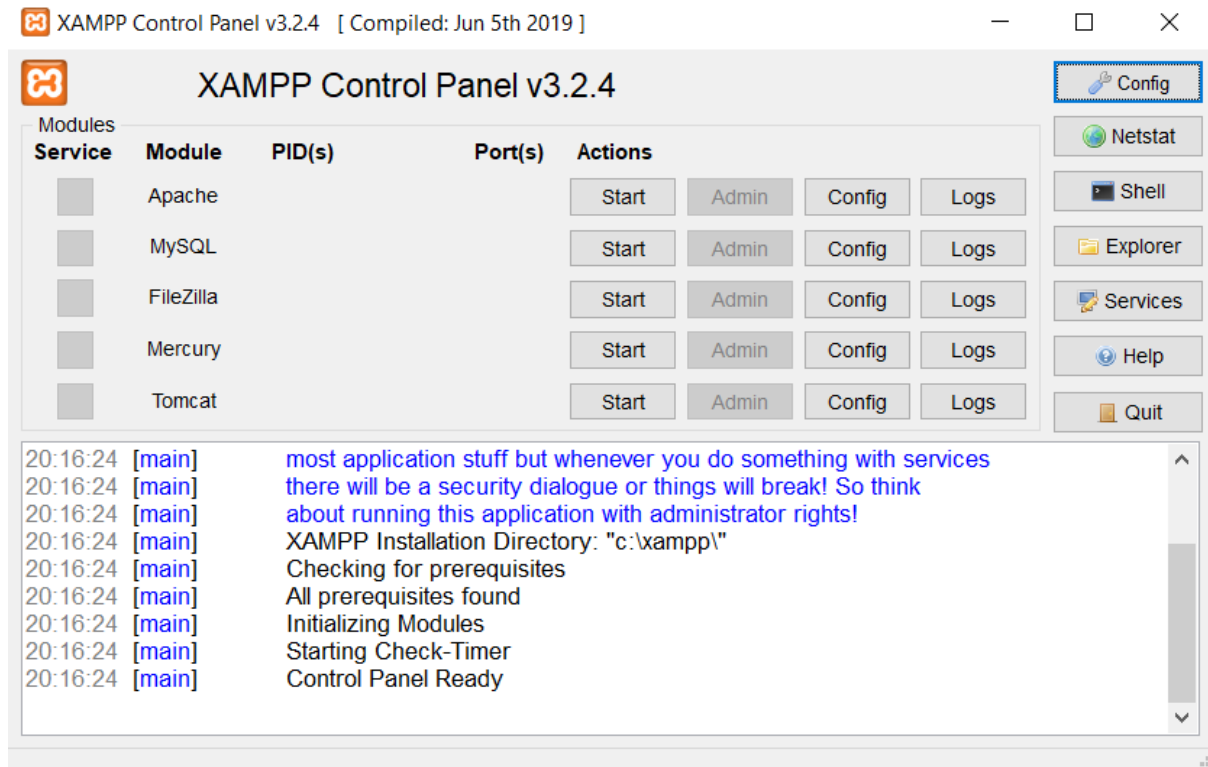 XAMPP Control Panel v3.2.4 [ Compiled: Jun 5th 2019 ]
XAMPP Control Panel v3.2.4
Config
Modules
Netstat
Service Module PID(s) Port(s) Actions
Apache Start Admin Config Logs
Shell
MySQL Start Admin Config Logs
Explorer
FileZilla Start Admin Config Logs
Services
Mercury Start Admin Config Logs
Help
Tomcat Start Admin Config Logs
Quit
20:16:24 [main] most application stuff but whenever you do something with services
20:16:24 [main] there will be a security dialogue or things will break! So think
20:16:24 [main] about running this application with administrator rights!
20:16:24 [main] XAMPP Installation Directory: "c:\xampp\"
20:16:24 [main] Checking for prerequisites
20:16:24 [main] All prerequisites found
20:16:24 [main] Initializing Modules
20:16:24 [main] Starting Check-Timer
20:16:24 [main] Control Panel Ready